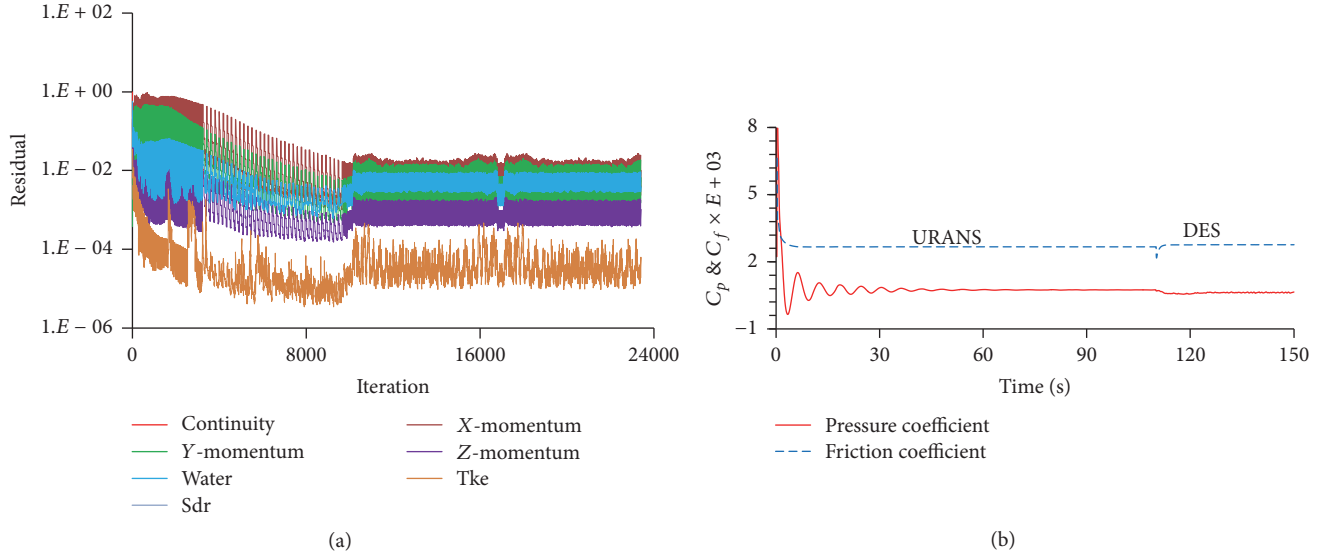 1.E + 02
1.E + 00
1.E − 02
1.E − 04
1.E − 06
Residual
0
8000
16000
24000
Iteration
Continuity
X-momentum
Y-momentum
Z-momentum
Water
Tke
Sdr
(a)
8
2
−1
C_p & C_f × E + 03
URANS
DES
0
30
60
90
120
150
Time (s)
Pressure coefficient
Friction coefficient
(b)